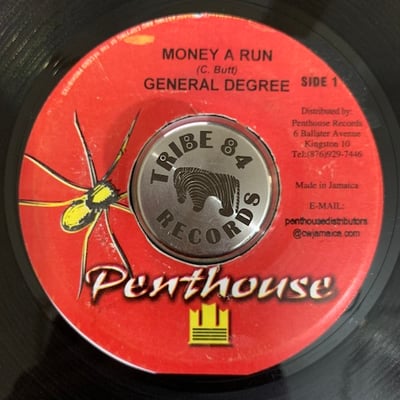 MONEY A RUN
(C. Butt)
GENERAL DEGREE
SIDE 1
Distributed by:
Penthouse Records
6 Ballater Avenue
Kingston 10
Tel:(876)929-7446
Made in Jamaica
E-MAIL:
penthousedistributors
@cwjamaica.com
TRIBE 84
RECORDS
Penthouse